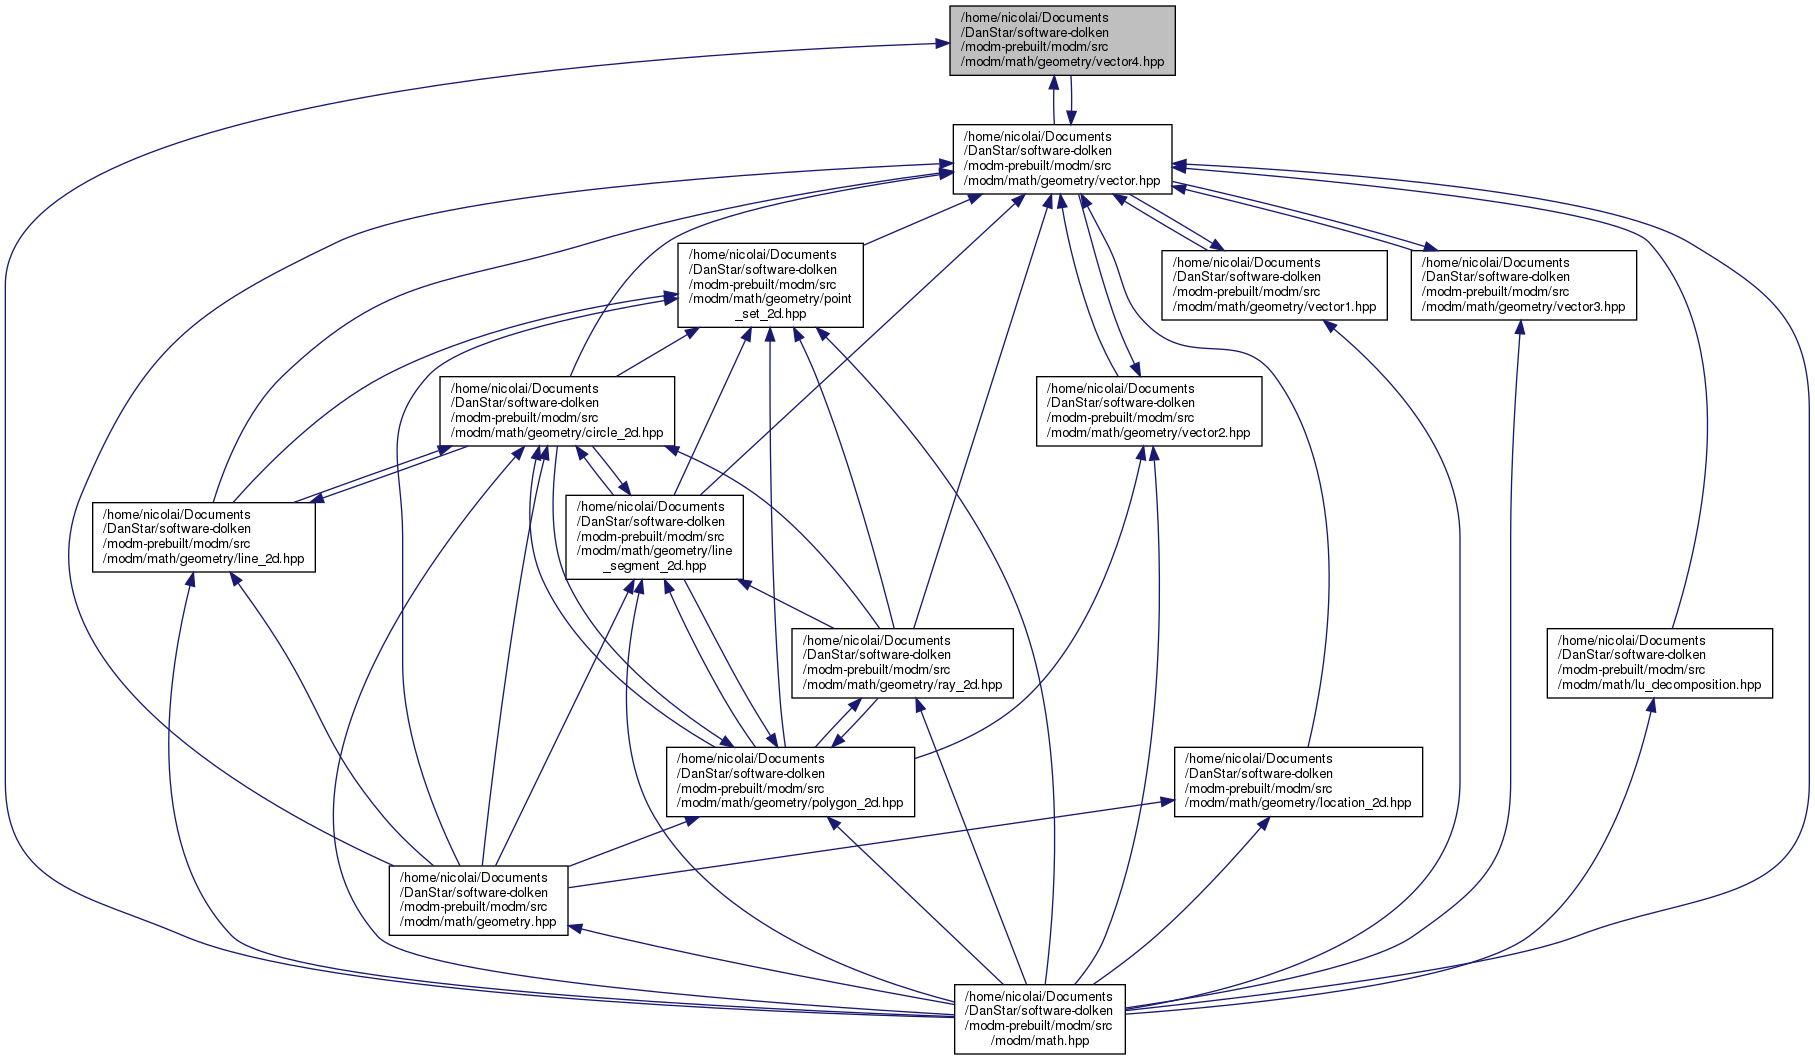 /home/nicolai/Documents
/DanStar/software-dolken
/modm-prebuilt/modm/src
/modm/math/geometry/vector4.hpp
/home/nicolai/Documents
/DanStar/software-dolken
/modm-prebuilt/modm/src
/modm/math/geometry/vector.hpp
/home/nicolai/Documents
/DanStar/software-dolken
/modm-prebuilt/modm/src
/modm/math/geometry/point
_set_2d.hpp
/home/nicolai/Documents
/DanStar/software-dolken
/modm-prebuilt/modm/src
/modm/math/geometry/vector1.hpp
/home/nicolai/Documents
/DanStar/software-dolken
/modm-prebuilt/modm/src
/modm/math/geometry/vector3.hpp
/home/nicolai/Documents
/DanStar/software-dolken
/modm-prebuilt/modm/src
/modm/math/geometry/circle_2d.hpp
/home/nicolai/Documents
/DanStar/software-dolken
/modm-prebuilt/modm/src
/modm/math/geometry/vector2.hpp
/home/nicolai/Documents
/DanStar/software-dolken
/modm-prebuilt/modm/src
/modm/math/geometry/line_2d.hpp
/home/nicolai/Documents
/DanStar/software-dolken
/modm-prebuilt/modm/src
/modm/math/geometry/line
_segment_2d.hpp
/home/nicolai/Documents
/DanStar/software-dolken
/modm-prebuilt/modm/src
/modm/math/geometry/ray_2d.hpp
/home/nicolai/Documents
/DanStar/software-dolken
/modm-prebuilt/modm/src
/modm/math/lu_decomposition.hpp
/home/nicolai/Documents
/DanStar/software-dolken
/modm-prebuilt/modm/src
/modm/math/geometry/polygon_2d.hpp
/home/nicolai/Documents
/DanStar/software-dolken
/modm-prebuilt/modm/src
/modm/math/geometry/location_2d.hpp
/home/nicolai/Documents
/DanStar/software-dolken
/modm-prebuilt/modm/src
/modm/math/geometry.hpp
/home/nicolai/Documents
/DanStar/software-dolken
/modm-prebuilt/modm/src
/modm/math.hpp